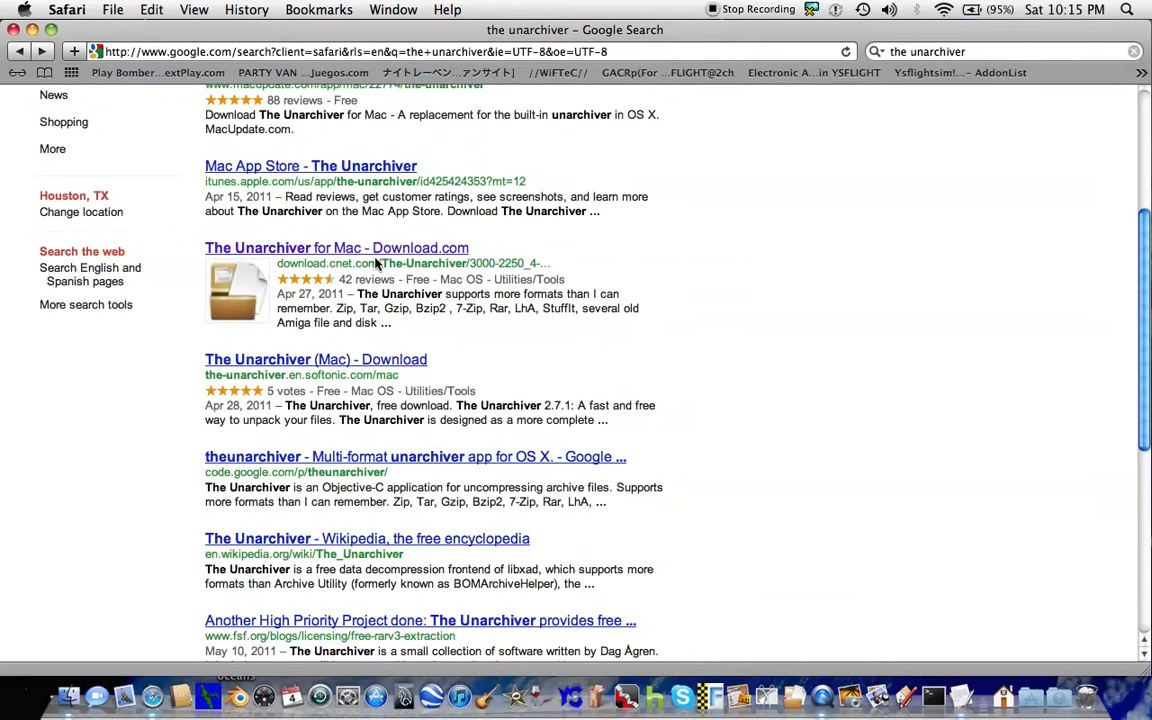 Safari File Edit View History Bookmarks Window Help Stop Recording (95%) Sat 10:15 PM
the unarchiver - Google Search
http://www.google.com/search?client=safari&rls=en&q=the+unarchiver&ie=UTF-8&oe=UTF-8 the unarchiver
Play Bomber...extPlay.com PARTY VAN ...Juegos.com ナイトレーベン...アンサイト] //WiFTeC// GACRp(For ...FLIGHT@2ch Electronic A...in YSFLIGHT Ysflightsim!... - AddonList
News
Shopping
More
Houston, TX
Change location
Search the web
Search English and
Spanish pages
More search tools
www.macupdate.com/app/mac/22774/the-unarchiver
88 reviews - Free
Download The Unarchiver for Mac - A replacement for the built-in unarchiver in OS X.
MacUpdate.com.
Mac App Store - The Unarchiver
itunes.apple.com/us/app/the-unarchiver/id425424353?mt=12
Apr 15, 2011 – Read reviews, get customer ratings, see screenshots, and learn more
about The Unarchiver on the Mac App Store. Download The Unarchiver ...
The Unarchiver for Mac - Download.com
download.cnet.com/The-Unarchiver/3000-2250_4-...
42 reviews - Free - Mac OS - Utilities/Tools
Apr 27, 2011 – The Unarchiver supports more formats than I can
remember. Zip, Tar, Gzip, Bzip2 , 7-Zip, Rar, LhA, StuffIt, several old
Amiga file and disk ...
The Unarchiver (Mac) - Download
the-unarchiver.en.softonic.com/mac
5 votes - Free - Mac OS - Utilities/Tools
Apr 28, 2011 – The Unarchiver, free download. The Unarchiver 2.7.1: A fast and free
way to unpack your files. The Unarchiver is designed as a more complete ...
theunarchiver - Multi-format unarchiver app for OS X. - Google ...
code.google.com/p/theunarchiver/
The Unarchiver is an Objective-C application for uncompressing archive files. Supports
more formats than I can remember. Zip, Tar, Gzip, Bzip2, 7-Zip, Rar, LhA, ...
The Unarchiver - Wikipedia, the free encyclopedia
en.wikipedia.org/wiki/The_Unarchiver
The Unarchiver is a free data decompression frontend of libxad, which supports more
formats than Archive Utility (formerly known as BOMArchiveHelper), the ...
Another High Priority Project done: The Unarchiver provides free ...
www.fsf.org/blogs/licensing/free-rarv3-extraction
May 10, 2011 – The Unarchiver is a small collection of software written by Dag Ågren.
oceans